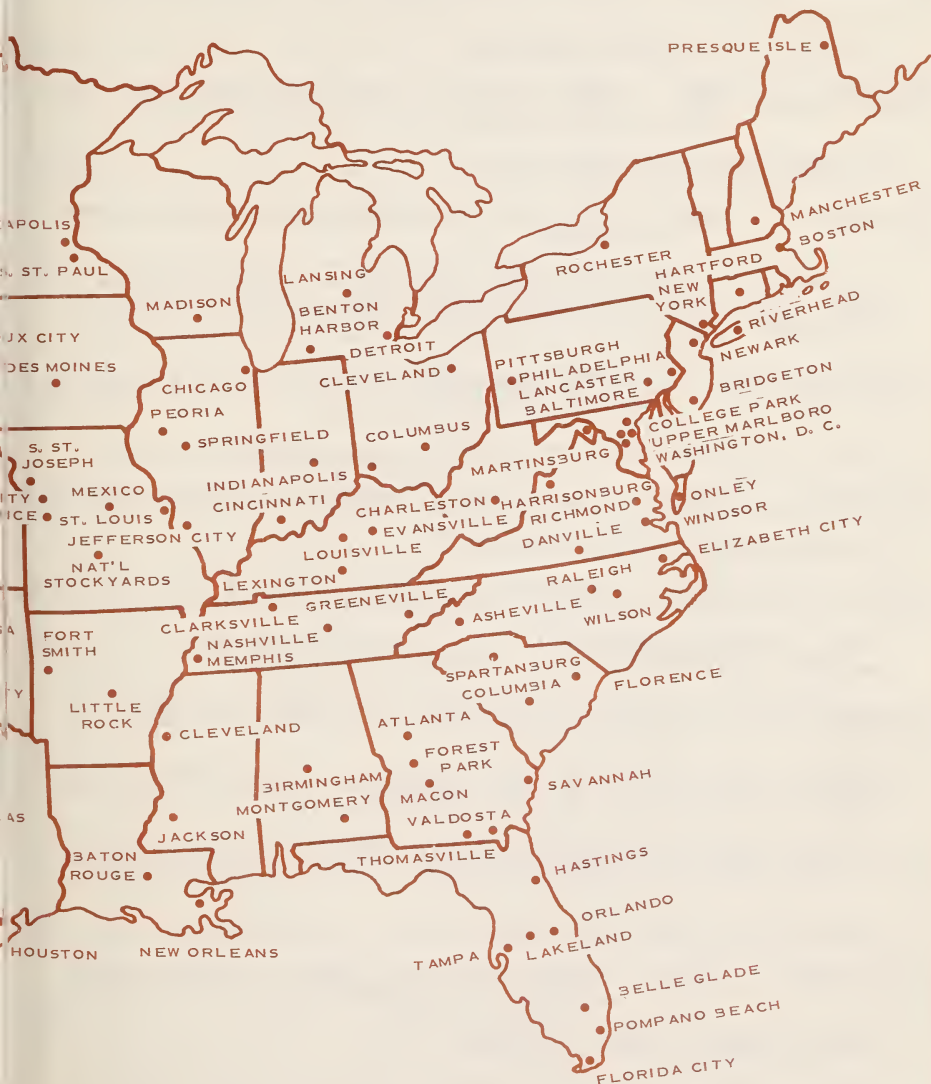 PRESQUE ISLE
MANCHESTER
BOSTON
APOLIS
S. ST. PAUL
ROCHESTER
HARTFORD
NEW
YORK
RIVERHEAD
NEWARK
LANSING
MADISON
BENTON
HARBOR
DETROIT
UX CITY
DES MOINES
CHICAGO
CLEVELAND
PITTSBURGH
PHILADELPHIA
LANCASTER
BALTIMORE
BRIDGETON
COLLEGE PARK
UPPER MARLBORO
WASHINGTON, D. C.
PEORIA
SPRINGFIELD
COLUMBUS
S. ST.
JOSEPH
INDIANAPOLIS
MARTINSBURG
ITY
MEXICO
CINCINNATI
CHARLESTON
HARRISONBURG
ONLEY
ICE
ST. LOUIS
EVANSVILLE
RICHMOND
WINDSOR
JEFFERSON CITY
LOUISVILLE
DANVILLE
ELIZABETH CITY
NAT'L
STOCKYARDS
LEXINGTON
RALEIGH
GREENEVILLE
ASHEVILLE
WILSON
FORT
SMITH
CLARKSVILLE
NASHVILLE
MEMPHIS
SPARTANBURG
COLUMBIA
FLORENCE
TY
LITTLE
ROCK
CLEVELAND
ATLANTA
FOREST
PARK
BIRMINGHAM
MACON
SAVANNAH
MONTGOMERY
AS
JACKSON
VALDOSTA
BATON
ROUGE
THOMASVILLE
HASTINGS
ORLANDO
HOUSTON
NEW ORLEANS
TAMPA
LAKELAND
BELLE GLADE
POMPANO BEACH
FLORIDA CITY